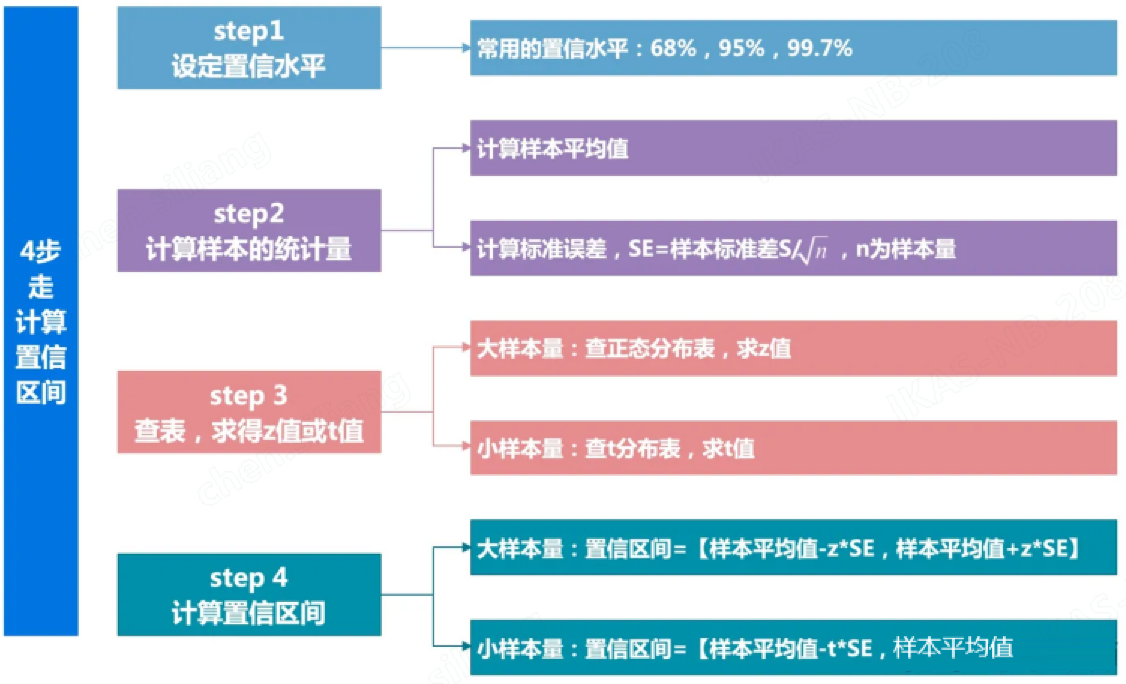 4步
走
计算
置信
区间
step1
设定置信水平
常用的置信水平：68%，95%，99.7%
step2
计算样本的统计量
计算样本平均值
计算标准误差，SE=样本标准差S/√n ，n为样本量
step 3
查表，求得z值或t值
大样本量：查正态分布表，求z值
小样本量：查t分布表，求t值
step 4
计算置信区间
大样本量：置信区间=【样本平均值-z*SE，样本平均值+z*SE】
小样本量：置信区间=【样本平均值-t*SE，样本平均值